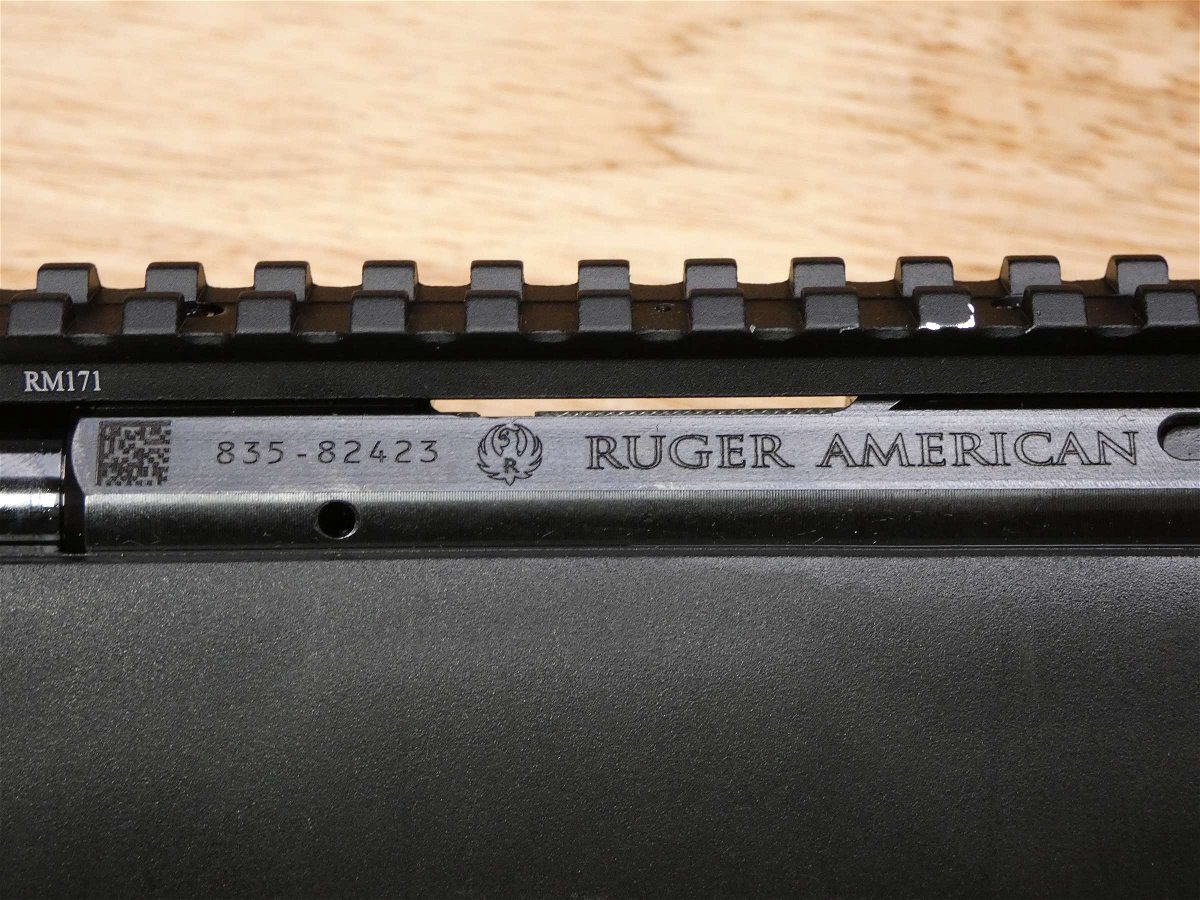 RM171
835-82423 R RUGER AMERICAN